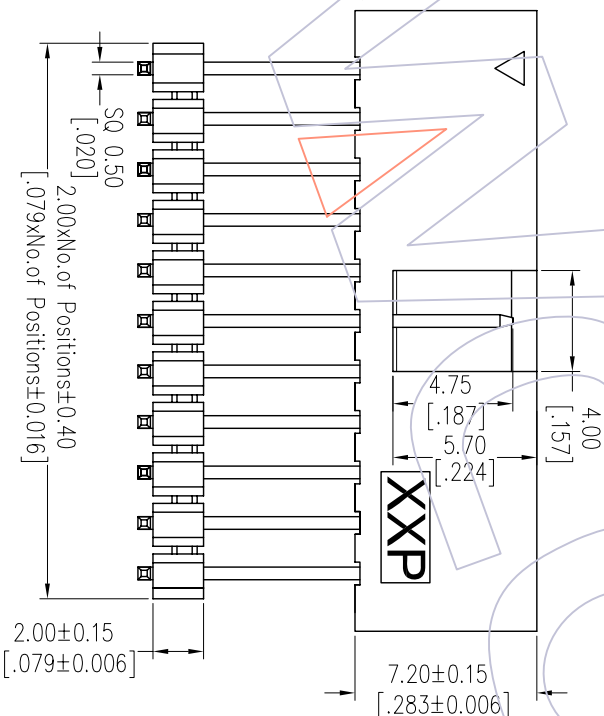 SQ 0.50
[.020]
2.00xNo.of Positions±0.40
[.079xNo.of Positions±0.016]
4.75
[.187]
5.70
[.224]
4.00
[.157]
XXP
2.00±0.15
[.079±0.006]
7.20±0.15
[.283±0.006]